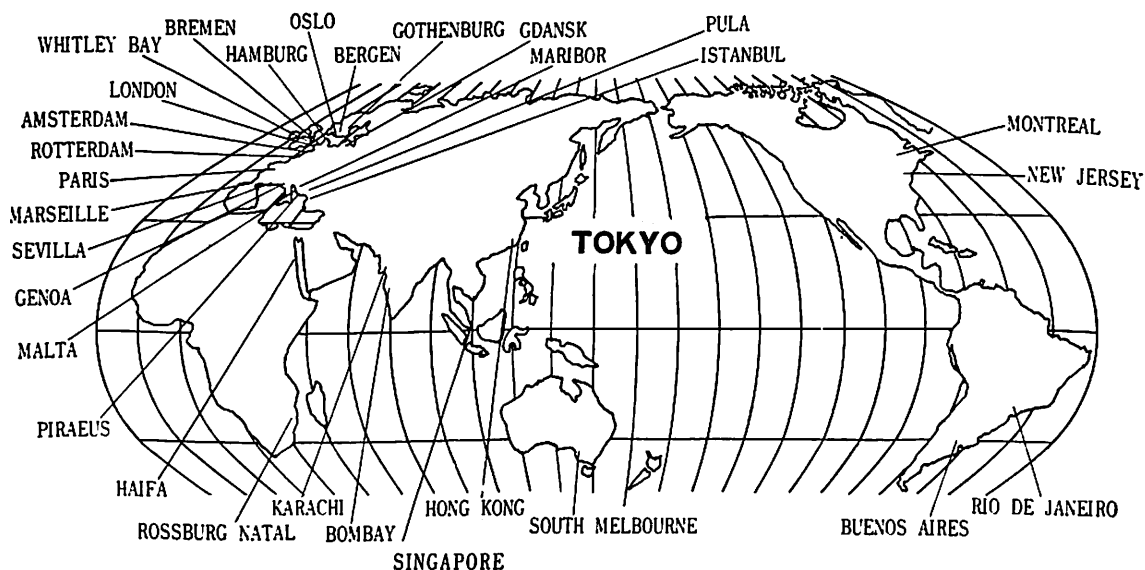 PULA
OSLO
BREMEN
GOTHENBURG
GDANSK
WHITLEY BAY
HAMBURG
BERGEN
MARIBOR
ISTANBUL
LONDON
AMSTERDAM
MONTREAL
ROTTERDAM
PARIS
NEW JERSEY
MARSEILLE
SEVILLA
TOKYO
GENOA
MALTA
PIRAEUS
HAIFA
KARACHI
HONG KONG
RIO DE JANEIRO
ROSSBURG NATAL
BOMBAY
SOUTH MELBOURNE
BUENOS AIRES
SINGAPORE